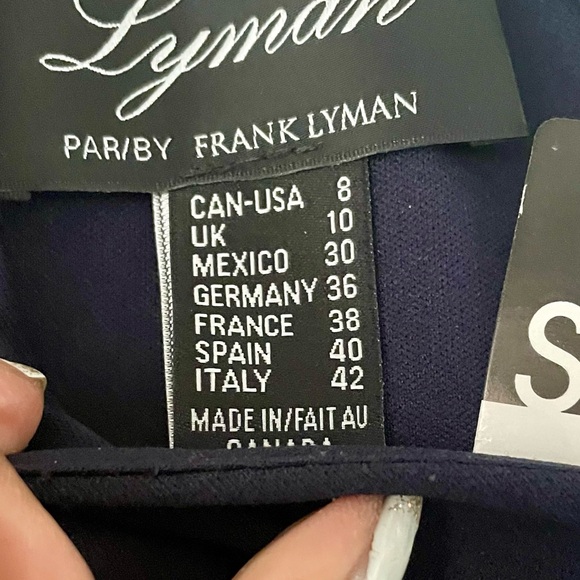 Lyman
PAR/BY FRANK LYMAN
CAN-USA 8
UK 10
MEXICO 30
GERMANY 36
FRANCE 38
SPAIN 40
ITALY 42
MADE IN/FAIT AU
CANADA
S